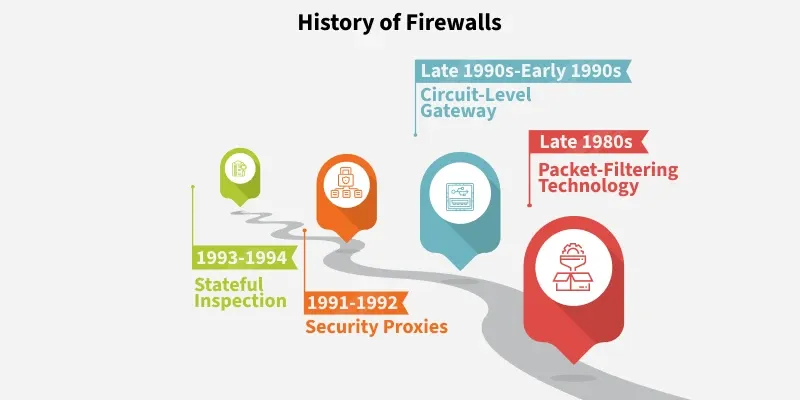 History of Firewalls
Late 1990s-Early 1990s
Circuit-Level
Gateway
Late 1980s
Packet-Filtering
Technology
1993-1994
Stateful
Inspection
1991-1992
Security Proxies